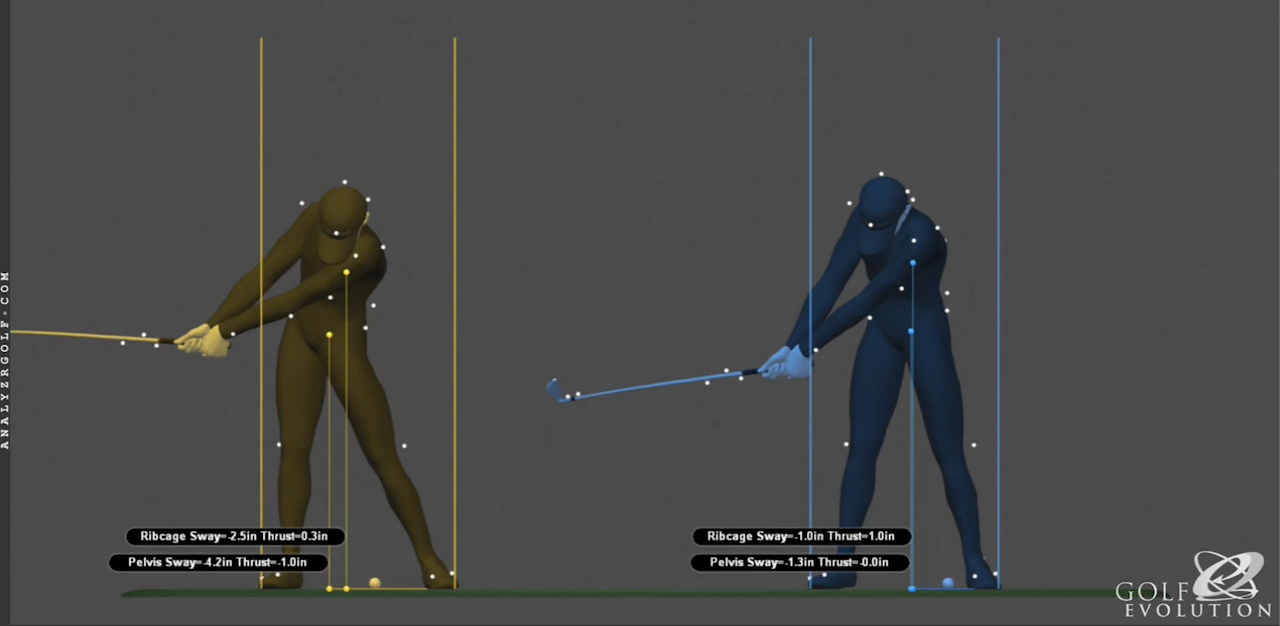 ANALYZRGOLF.COM
Ribcage Sway=-2.5in Thrust=0.3in
Pelvis Sway=-4.2in Thrust=-1.0in
Ribcage Sway=-1.0in Thrust=1.0in
Pelvis Sway=-1.3in Thrust=-0.0in
GOLF
EVOLUTION